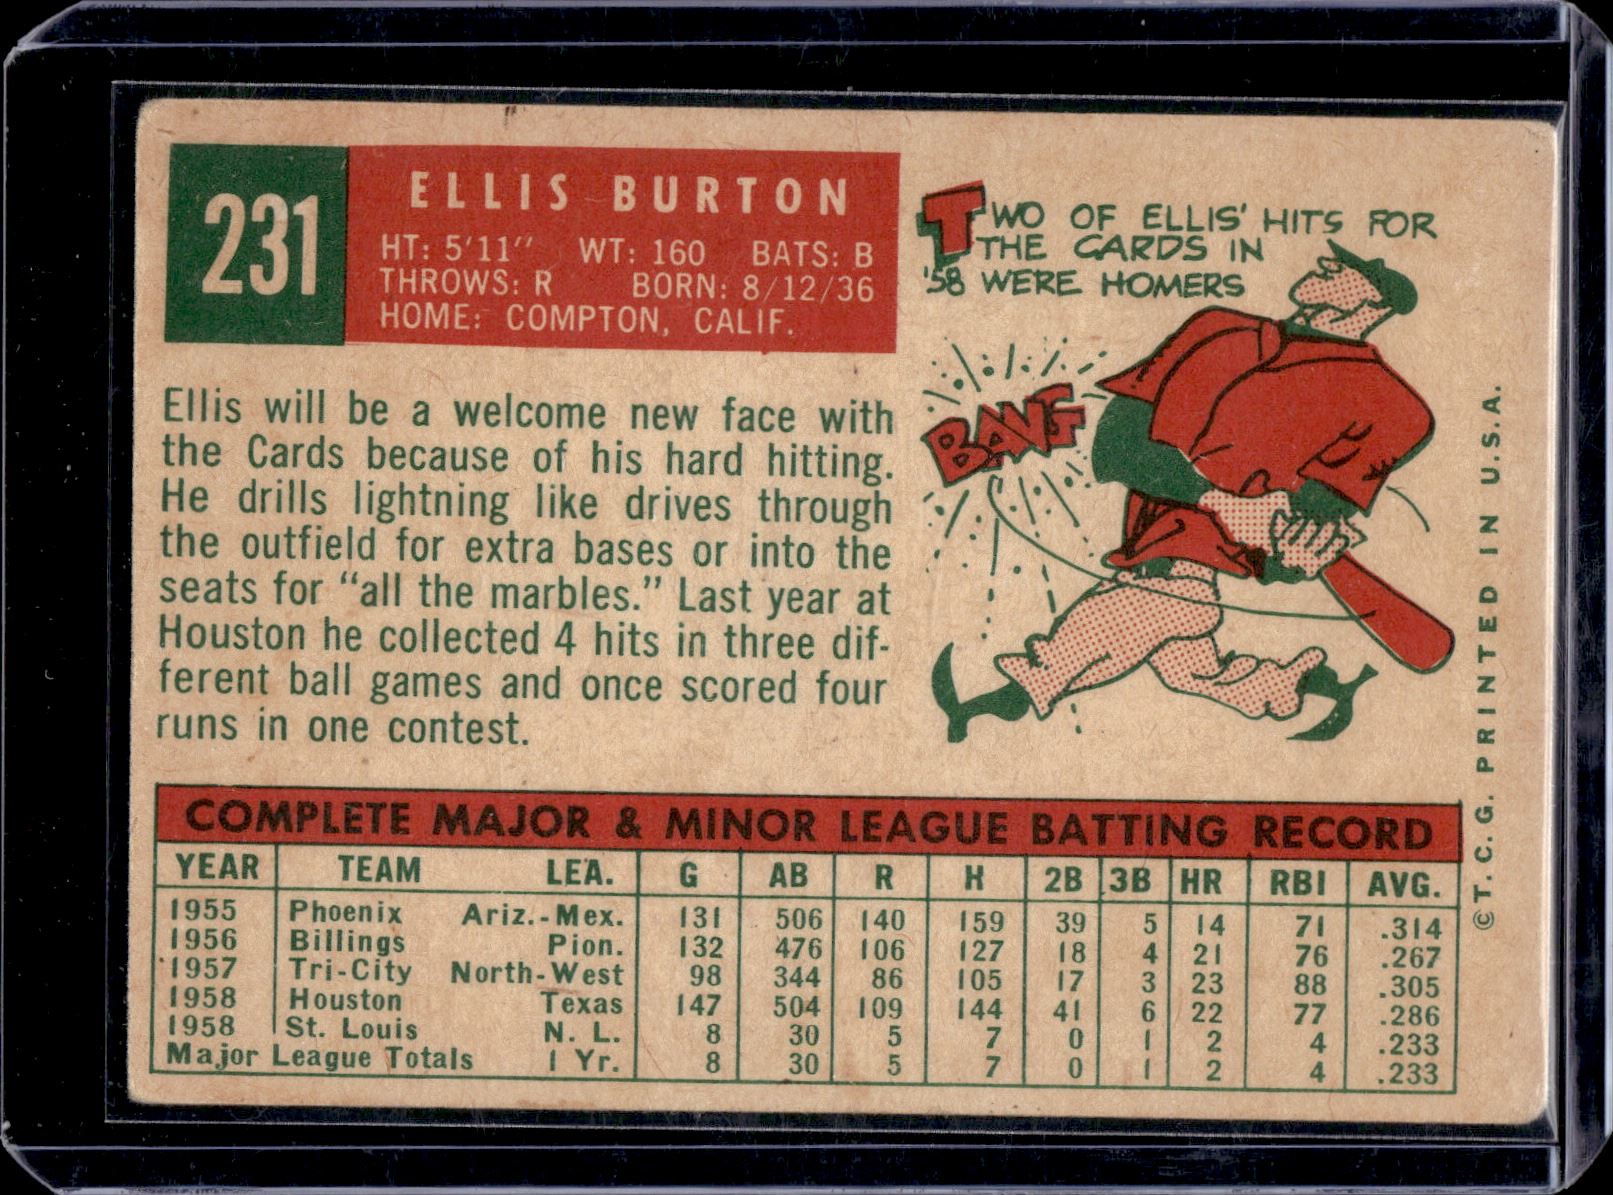 231
ELLIS BURTON
HT: 5'11" WT: 160 BATS: B
THROWS: R BORN: 8/12/36
HOME: COMPTON, CALIF.
TWO OF ELLIS' HITS FOR
THE CARDS IN
'58 WERE HOMERS
BANG
Ellis will be a welcome new face with
the Cards because of his hard hitting.
He drills lightning like drives through
the outfield for extra bases or into the
seats for “all the marbles.” Last year at
Houston he collected 4 hits in three dif-
ferent ball games and once scored four
runs in one contest.
COMPLETE MAJOR & MINOR LEAGUE BATTING RECORD
YEAR TEAM LEA. G AB R H 2B 3B HR RBI AVG.
1955 Phoenix Ariz.-Mex. 131 506 140 159 39 5 14 71 .314
1956 Billings Pion. 132 476 106 127 18 4 21 76 .267
1957 Tri-City North-West 98 344 86 105 17 3 23 88 .305
1958 Houston Texas 147 504 109 144 41 6 22 77 .286
1958 St. Louis N. L. 8 30 5 7 0 1 2 4 .233
Major League Totals 1 Yr. 8 30 5 7 0 1 2 4 .233
©T.C.G. PRINTED IN U.S.A.